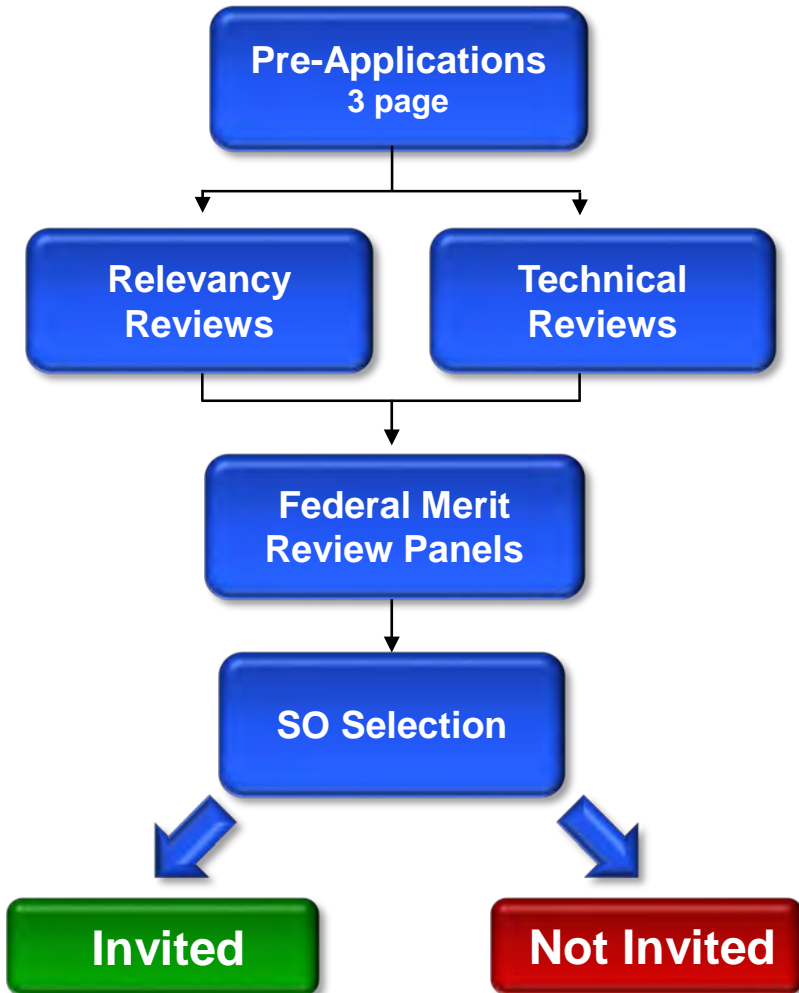 Pre-Applications
3 page
Relevancy
Reviews
Technical
Reviews
Federal Merit
Review Panels
SO Selection
Invited
Not Invited